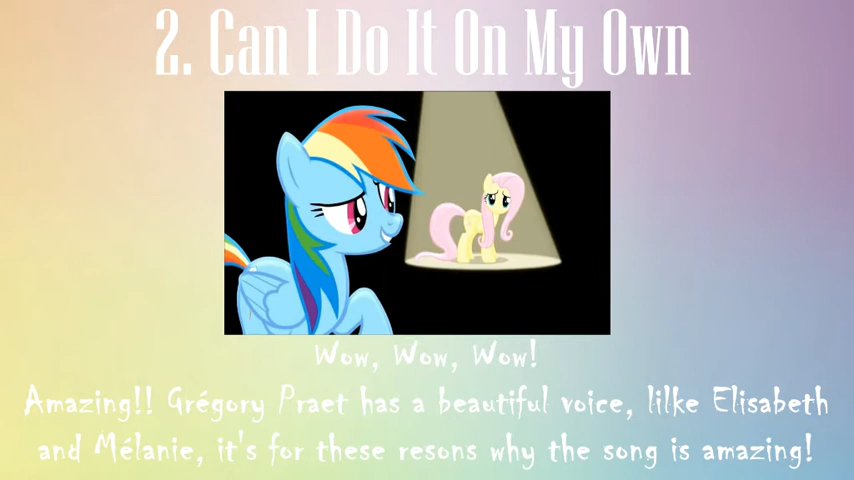 2. Can I Do It On My Own
Wow, Wow, Wow!
Amazing!! Grégory Praet has a beautiful voice, lilke Elisabeth
and Mélanie, it's for these resons why the song is amazing!